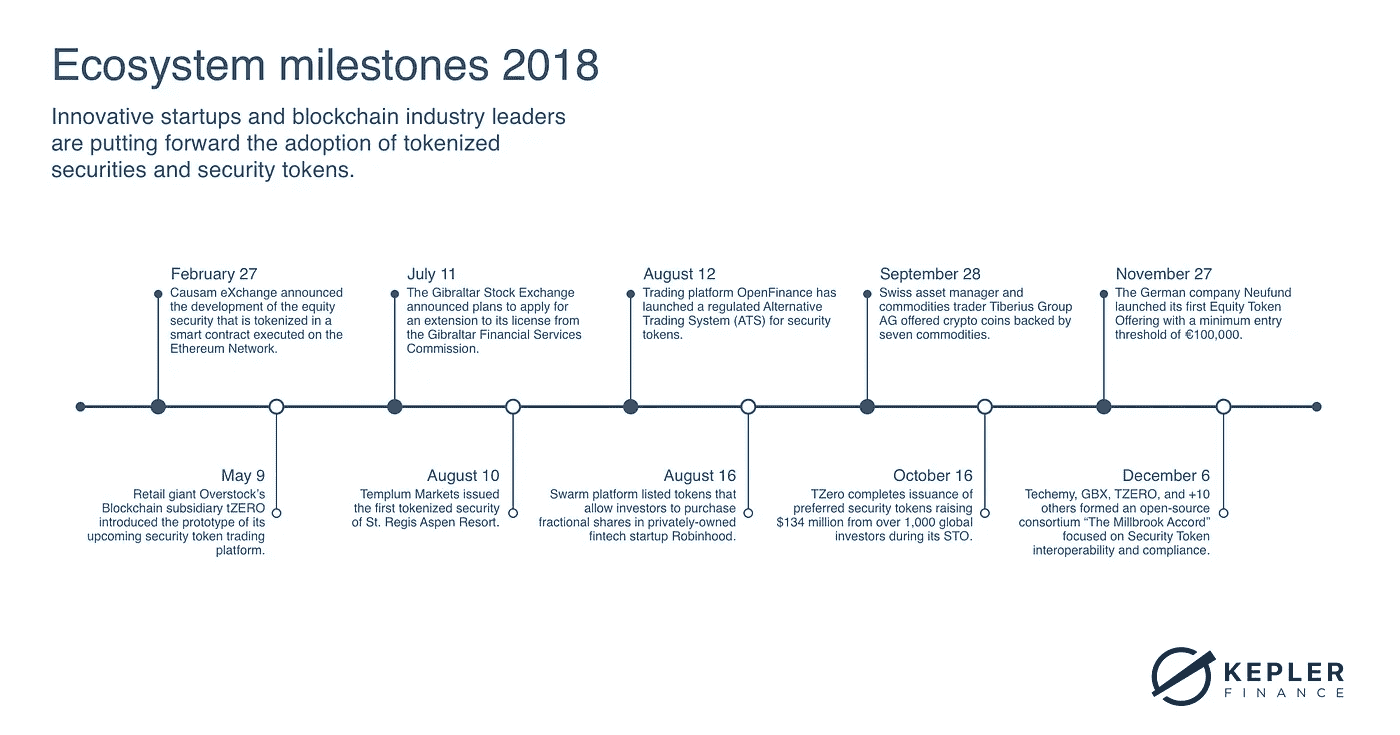 Ecosystem milestones 2018
Innovative startups and blockchain industry leaders
are putting forward the adoption of tokenized
securities and security tokens.
February 27
Causam eXchange announced
the development of the equity
security that is tokenized in a
smart contract executed on the
Ethereum Network.
July 11
The Gibraltar Stock Exchange
announced plans to apply for
an extension to its license from
the Gibraltar Financial Services
Commission.
August 12
Trading platform OpenFinance has
launched a regulated Alternative
Trading System (ATS) for security
tokens.
September 28
Swiss asset manager and
commodities trader Tiberius Group
AG offered crypto coins backed by
seven commodities.
November 27
The German company Neufund
launched its first Equity Token
Offering with a minimum entry
threshold of €100,000.
May 9
Retail giant Overstock's
Blockchain subsidiary tZERO
introduced the prototype of its
upcoming security token trading
platform.
August 10
Templum Markets issued
the first tokenized security
of St. Regis Aspen Resort.
August 16
Swarm platform listed tokens that
allow investors to purchase
fractional shares in privately-owned
fintech startup Robinhood.
October 16
TZero completes issuance of
preferred security tokens raising
$134 million from over 1,000 global
investors during its STO.
December 6
Techemy, GBX, TZERO, and +10
others formed an open-source
consortium “The Millbrook Accord”
focused on Security Token
interoperability and compliance.
KEPLER
FINANCE